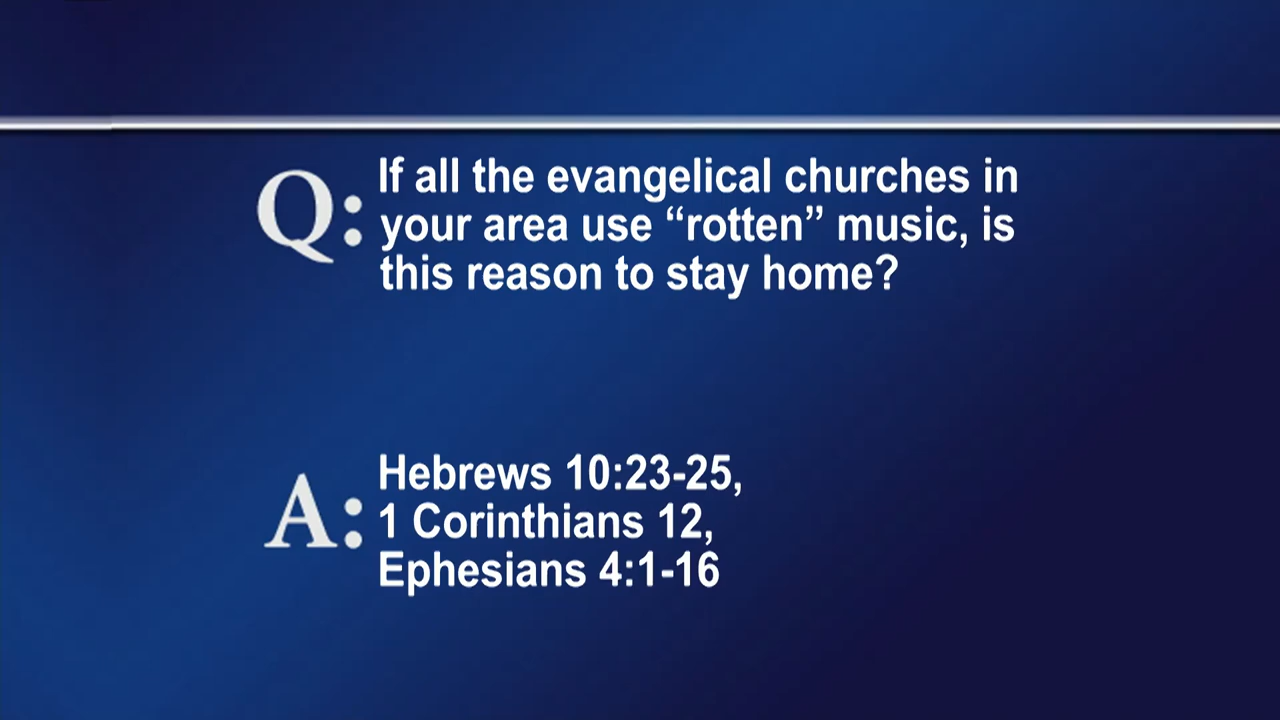 Q: If all the evangelical churches in
your area use “rotten” music, is
this reason to stay home?
A: Hebrews 10:23-25,
1 Corinthians 12,
Ephesians 4:1-16